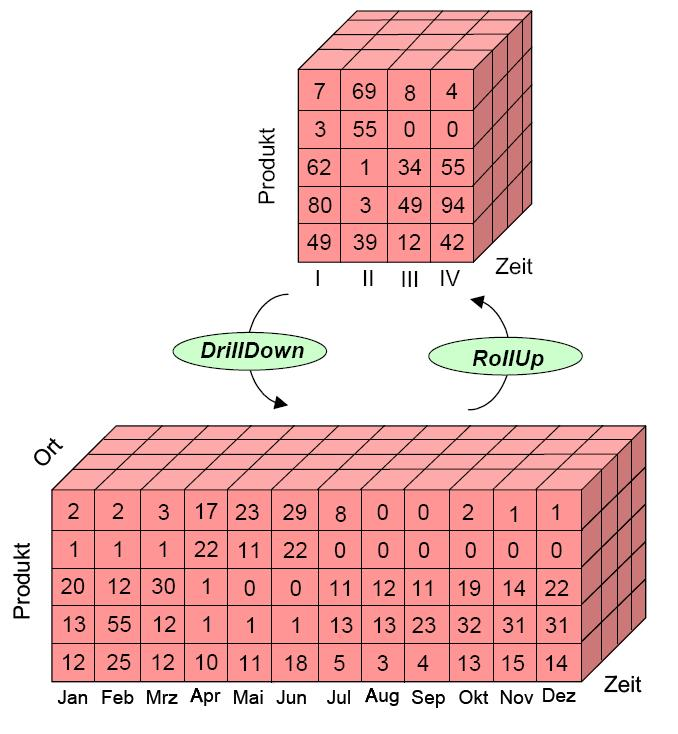 7 69 8 4
3 55 0 0
62 1 34 55
80 3 49 94
49 39 12 42
Produkt
I II III IV
Zeit
DrillDown
RollUp
Ort
2 2 3 17 23 29 8 0 0 2 1 1
1 1 1 22 11 22 0 0 0 0 0 0
20 12 30 1 0 0 11 12 11 19 14 22
13 55 12 1 1 1 13 13 23 32 31 31
12 25 12 10 11 18 5 3 4 13 15 14
Produkt
Jan Feb Mrz Apr Mai Jun Jul Aug Sep Okt Nov Dez
Zeit